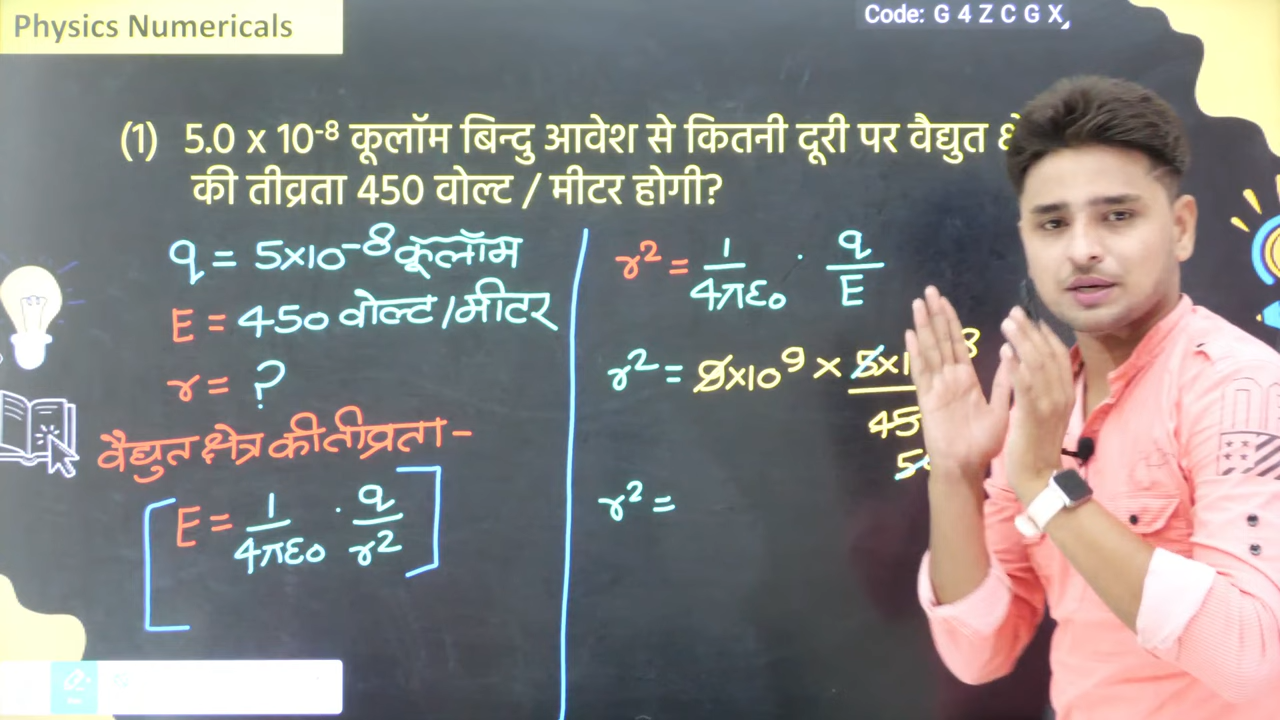 Physics Numericals
Code: G 4 Z C G X
(1) 5.0 x 10⁻⁸ कूलॉम बिन्दु आवेश से कितनी दूरी पर वैद्युत
की तीव्रता 450 वोल्ट / मीटर होगी?
q = 5×10⁻⁸ कूलॉम
E = 450 वोल्ट/मीटर
r = ?
वैद्युत क्षेत्र की तीव्रता -
[E = 1/4πε₀ · q/r²]
r² = 1/4πε₀ · q/E
r² = 9×10⁹ ×
r² =